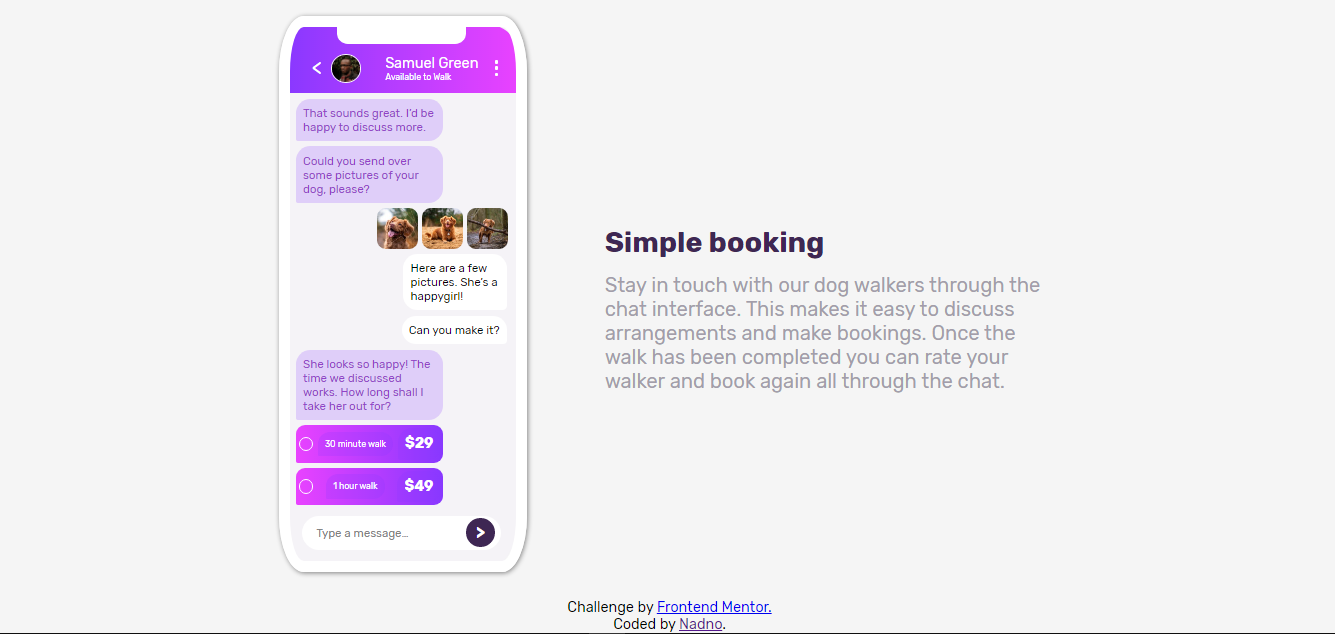 Samuel Green
Available to Walk
That sounds great. I'd be
happy to discuss more.
Could you send over
some pictures of your
dog, please?
Here are a few
pictures. She's a
happygirl!
Can you make it?
She looks so happy! The
time we discussed
works. How long shall I
take her out for?
30 minute walk $29
1 hour walk $49
Type a message…
Simple booking
Stay in touch with our dog walkers through the
chat interface. This makes it easy to discuss
arrangements and make bookings. Once the
walk has been completed you can rate your
walker and book again all through the chat.
Challenge by Frontend Mentor.
Coded by Nadno.